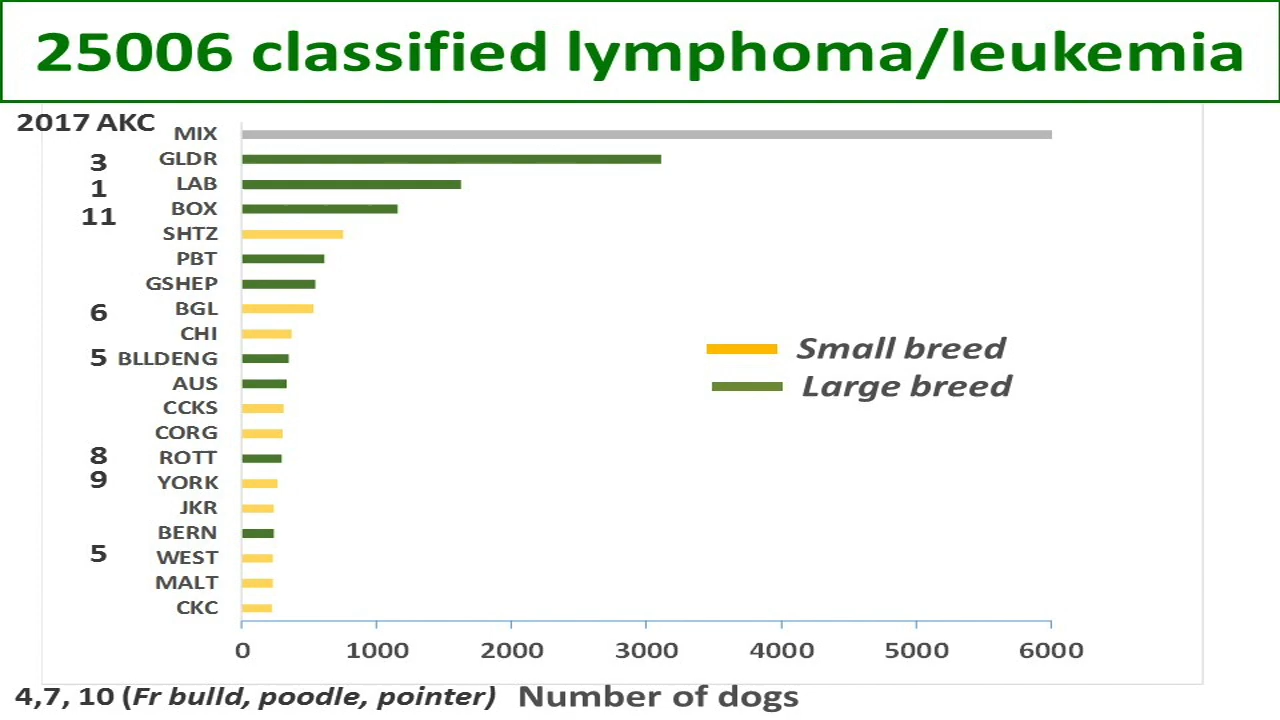 25006 classified lymphoma/leukemia
2017 AKC
MIX
3 GLDR
1 LAB
11 BOX
SHTZ
PBT
GSHEP
6 BGL
CHI
5 BLLDENG
AUS
CCKS
CORG
8 ROTT
9 YORK
JKR
BERN
5 WEST
MALT
CKC
Small breed
Large breed
0 1000 2000 3000 4000 5000 6000
4,7, 10 (Fr bulld, poodle, pointer) Number of dogs